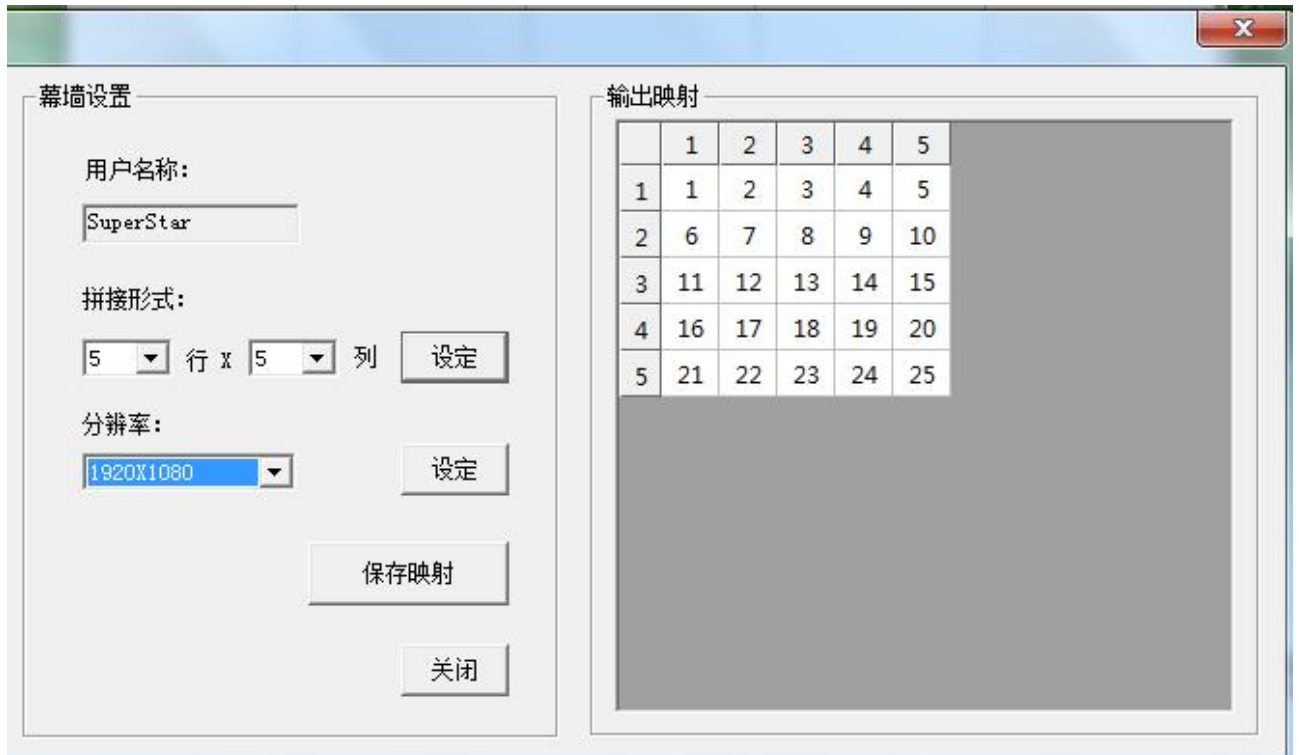 幕墙设置
用户名称:
SuperStar
拼接形式:
5 行 X 5 列 设定
分辨率:
1920X1080 设定
保存映射
关闭
输出映射
1 2 3 4 5
1 1 2 3 4 5
2 6 7 8 9 10
3 11 12 13 14 15
4 16 17 18 19 20
5 21 22 23 24 25